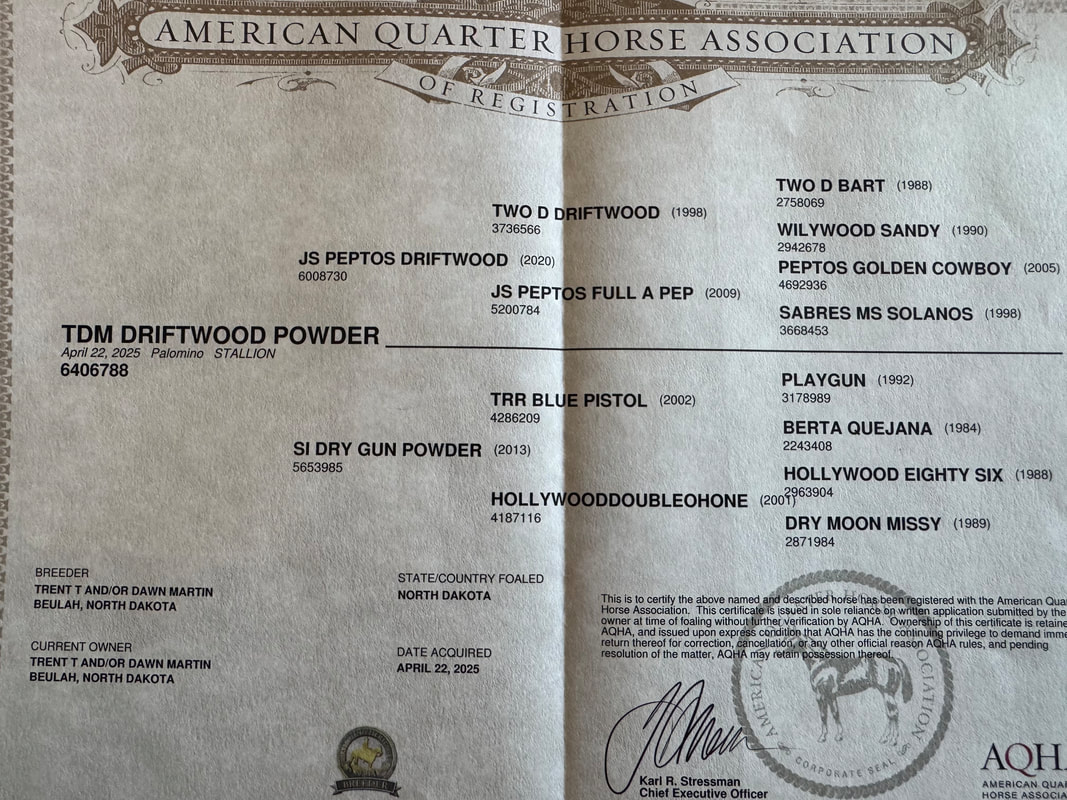 AMERICAN QUARTER HORSE ASSOCIATION
OF REGISTRATION
TWO D BART (1988)
2758069
TWO D DRIFTWOOD (1998)
3736566
WILYWOOD SANDY (1990)
2942678
JS PEPTOS DRIFTWOOD (2020)
6008730
PEPTOS GOLDEN COWBOY (2005)
4692936
JS PEPTOS FULL A PEP (2009)
5200784
SABRES MS SOLANOS (1998)
3668453
TDM DRIFTWOOD POWDER
April 22, 2025 Palomino STALLION
6406788
PLAYGUN (1992)
3178989
TRR BLUE PISTOL (2002)
4286209
BERTA QUEJANA (1984)
2243408
SI DRY GUN POWDER (2013)
5653985
HOLLYWOOD EIGHTY SIX (1988)
2963904
HOLLYWOODDOUBLEOHONE (2001)
4187116
DRY MOON MISSY (1989)
2871984
BREEDER
TRENT T AND/OR DAWN MARTIN
BEULAH, NORTH DAKOTA
STATE/COUNTRY FOALED
NORTH DAKOTA
CURRENT OWNER
TRENT T AND/OR DAWN MARTIN
BEULAH, NORTH DAKOTA
DATE ACQUIRED
APRIL 22, 2025
This is to certify the above named and described horse has been registered with the American Qua
Horse Association. This certificate is issued in sole reliance on written application submitted by the
owner at time of foaling without further verification by AQHA. Ownership of this certificate is retaine
AQHA, and issued upon express condition that AQHA has the continuing privilege to demand imme
return thereof for correction, cancellation, or any other official reason AQHA rules, and pending
resolution of the matter, AQHA may retain possession thereof.
CORPORATE SEAL
Karl R. Stressman
Chief Executive Officer
BREEDER
AQHA
AMERICAN QUAR
HORSE ASSOCIA